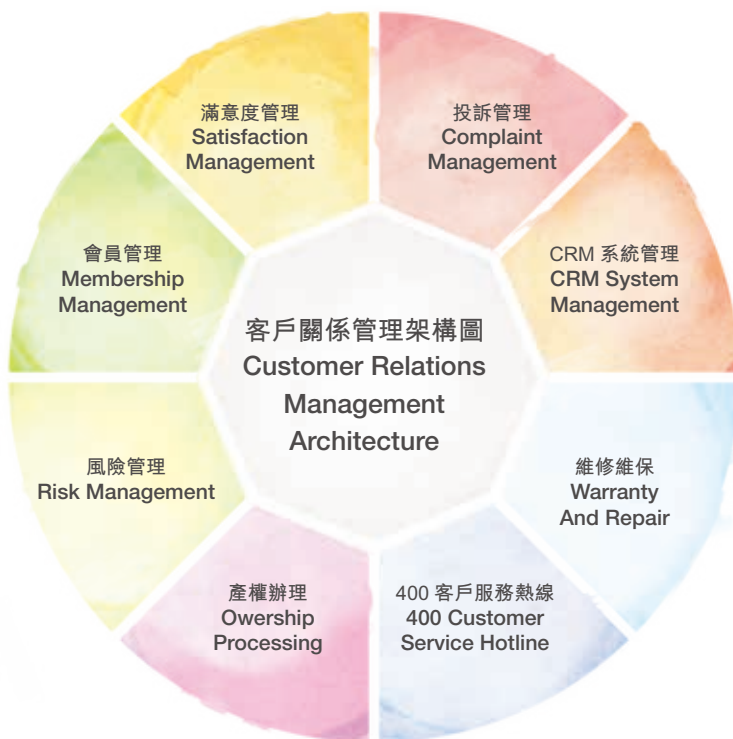 滿意度管理
Satisfaction
Management
投訴管理
Complaint
Management
會員管理
Membership
Management
CRM 系統管理
CRM System
Management
客戶關係管理架構圖
Customer Relations
Management
Architecture
風險管理
Risk Management
維修維保
Warranty
And Repair
產權辦理
Owership
Processing
400 客戶服務熱線
400 Customer
Service Hotline